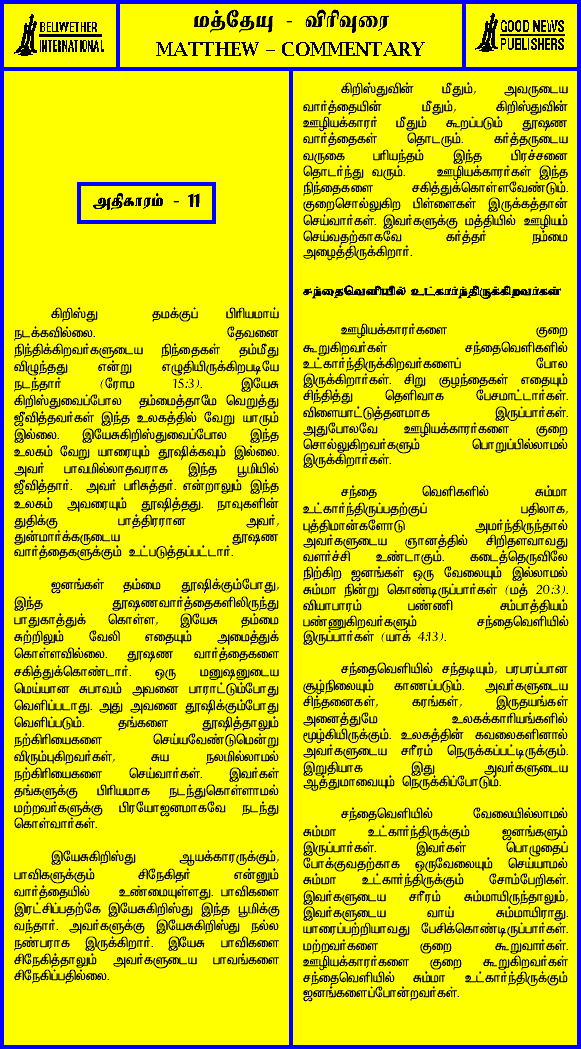 BELIWETHER
INTERNATIONAL
மத்தேயு - விரிவுரை
MATTHEW – COMMENTARY
GOOD NEWS
PUBLISHERS
அதிகாரம் - 11
கிறிஸ்து தமக்குப் பிரியமாய்
நடக்கவில்லை. தேவனை
நிந்திக்கிறவர்களுடைய நிந்தைகள் தம்மீது
விழுந்தது என்று எழுதியிருக்கிறபடியே
நடந்தார் (ரோம 15:3). இயேசு
கிறிஸ்துவைப்போல தம்மைத்தாமே வெறுத்து
ஜீவித்தவர்கள் இந்த உலகத்தில் வேறு யாரும்
இல்லை. இயேசுகிறிஸ்துவைப்போல இந்த
உலகம் வேறு யாரையும் தூஷிக்கவும் இல்லை.
அவர் பாவமில்லாதவராக இந்த பூமியில்
ஜீவித்தார். அவர் பரிசுத்தர். என்றாலும் இந்த
உலகம் அவரையும் தூஷித்தது. நாவுகளின்
துதிக்கு பாத்திரரான அவர்,
துன்மார்க்கருடைய தூஷண
வார்த்தைகளுக்கும் உட்படுத்தப்பட்டார்.
ஜனங்கள் தம்மை தூஷிக்கும்போது,
இந்த தூஷணவார்த்தைகளிலிருந்து
பாதுகாத்துக் கொள்ள, இயேசு தம்மை
சுற்றிலும் வேலி எதையும் அமைத்துக்
கொள்ளவில்லை. தூஷண வார்த்தைகளை
சகித்துக்கொண்டார். ஒரு மனுஷனுடைய
மெய்யான சுபாவம் அவனை பாராட்டும்போது
வெளிப்படாது. அது அவனை தூஷிக்கும்போது
வெளிப்படும். தங்களை தூஷித்தாலும்
நற்கிரியைகளை செய்யவேண்டுமென்று
விரும்புகிறவர்கள், சுய நலமில்லாமல்
நற்கிரியைகளை செய்வார்கள். இவர்கள்
தங்களுக்கு பிரியமாக நடந்துகொள்ளாமல்
மற்றவர்களுக்கு பிரயோஜனமாகவே நடந்து
கொள்வார்கள்.
இயேசுகிறிஸ்து ஆயக்காரருக்கும்,
பாவிகளுக்கும் சிநேகிதர் என்னும்
வார்த்தையில் உண்மையுள்ளது. பாவிகளை
இரட்சிப்பதற்கே இயேசுகிறிஸ்து இந்த பூமிக்கு
வந்தார். அவர்களுக்கு இயேசுகிறிஸ்து நல்ல
நண்பராக இருக்கிறார். இயேசு பாவிகளை
சிநேகித்தாலும் அவர்களுடைய பாவங்களை
சிநேகிப்பதில்லை.
கிறிஸ்துவின் மீதும், அவருடைய
வார்த்தையின் மீதும், கிறிஸ்துவின்
ஊழியக்காரர் மீதும் கூறப்படும் தூஷண
வார்த்தைகள் தொடரும். கர்த்தருடைய
வருகை பரியந்தம் இந்த பிரச்சனை
தொடர்ந்து வரும். ஊழியக்காரர்கள் இந்த
நிந்தைகளை சகித்துக்கொள்ளவேண்டும்.
குறைசொல்லுகிற பிள்ளைகள் இருக்கத்தான்
செய்வார்கள். இவர்களுக்கு மத்தியில் ஊழியம்
செய்வதற்காகவே கர்த்தர் நம்மை
அழைத்திருக்கிறார்.
சந்தைவெளியில் உட்கார்ந்திருக்கிறவர்கள்
ஊழியக்காரர்களை குறை
கூறுகிறவர்கள் சந்தைவெளிகளில்
உட்கார்ந்திருக்கிறவர்களைப் போல
இருக்கிறார்கள். சிறு குழந்தைகள் எதையும்
சிந்தித்து தெளிவாக பேசமாட்டார்கள்.
விளையாட்டுத்தனமாக இருப்பார்கள்.
அதுபோலவே ஊழியக்காரர்களை குறை
சொல்லுகிறவர்களும் பொறுப்பில்லாமல்
இருக்கிறார்கள்.
சந்தை வெளிகளில் சும்மா
உட்கார்ந்திருப்பதற்குப் பதிலாக,
புத்திமான்களோடு அமர்ந்திருந்தால்
அவர்களுடைய ஞானத்தில் சிறிதளவாவது
வளர்ச்சி உண்டாகும். கடைத்தெருவிலே
நிற்கிற ஜனங்கள் ஒரு வேலையும் இல்லாமல்
சும்மா நின்று கொண்டிருப்பார்கள் (மத் 20:3).
வியாபாரம் பண்ணி சம்பாத்தியம்
பண்ணுகிறவர்களும் சந்தைவெளியில்
இருப்பார்கள் (யாக் 4:13).
சந்தைவெளியில் சந்தடியும், பரபரப்பான
சூழ்நிலையும் காணப்படும். அவர்களுடைய
சிந்தனைகள், கரங்கள், இருதயங்கள்
அனைத்துமே உலகக்காரியங்களில்
மூழ்கியிருக்கும். உலகத்தின் கவலைகளினால்
அவர்களுடைய சரீரம் நெருக்கப்பட்டிருக்கும்.
இறுதியாக இது அவர்களுடைய
ஆத்துமாவையும் நெருக்கிப்போடும்.
சந்தைவெளியில் வேலையில்லாமல்
சும்மா உட்கார்ந்திருக்கும் ஜனங்களும்
இருப்பார்கள். இவர்கள் பொழுதைப்
போக்குவதற்காக ஒருவேலையும் செய்யாமல்
சும்மா உட்கார்ந்திருக்கும் சோம்பேறிகள்.
இவர்களுடைய சரீரம் சும்மாயிருந்தாலும்,
இவர்களுடைய வாய் சும்மாயிராது.
யாரைப்பற்றியாவது பேசிக்கொண்டிருப்பார்கள்.
மற்றவர்களை குறை கூறுவார்கள்.
ஊழியக்காரர்களை குறை கூறுகிறவர்கள்
சந்தைவெளியில் சும்மா உட்கார்ந்திருக்கும்
ஜனங்களைப்போன்றவர்கள்.